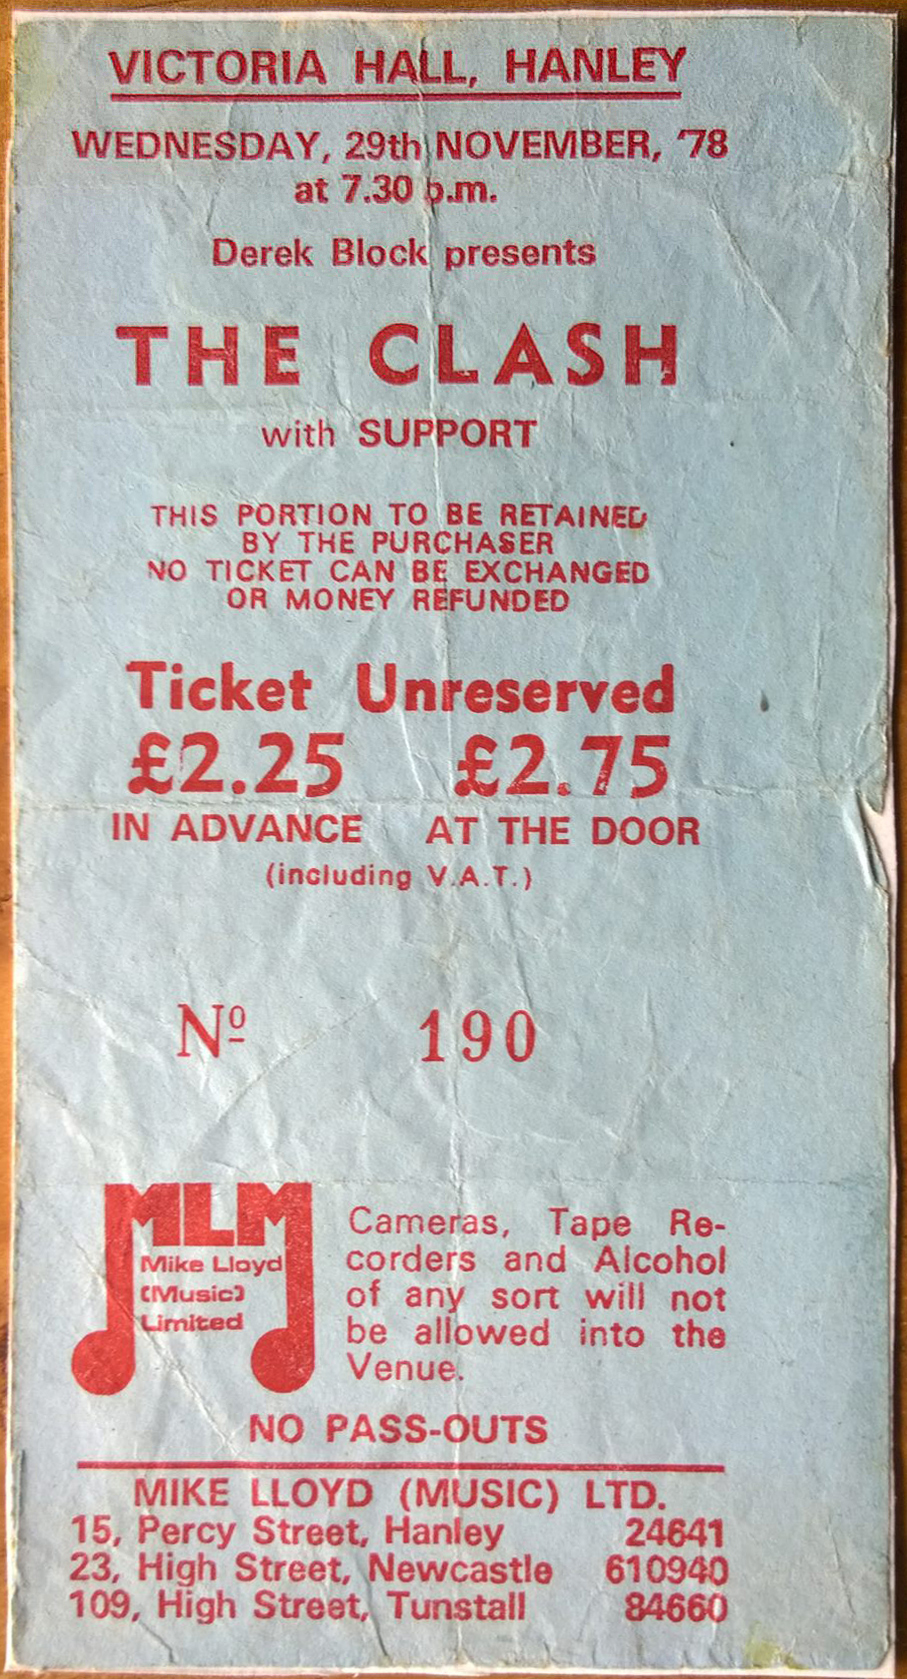 VICTORIA HALL, HANLEY
WEDNESDAY, 29th NOVEMBER, '78
at 7.30 p.m.
Derek Block presents
THE CLASH
with SUPPORT
THIS PORTION TO BE RETAINED
BY THE PURCHASER
NO TICKET CAN BE EXCHANGED
OR MONEY REFUNDED
Ticket Unreserved
£2.25 £2.75
IN ADVANCE AT THE DOOR
(including V.A.T.)
Nº 190
MLM
Mike Lloyd
(Music)
Limited
Cameras, Tape Re-
corders and Alcohol
of any sort will not
be allowed into the
Venue.
NO PASS-OUTS
MIKE LLOYD (MUSIC) LTD.
15, Percy Street, Hanley 24641
23, High Street, Newcastle 610940
109, High Street, Tunstall 84660